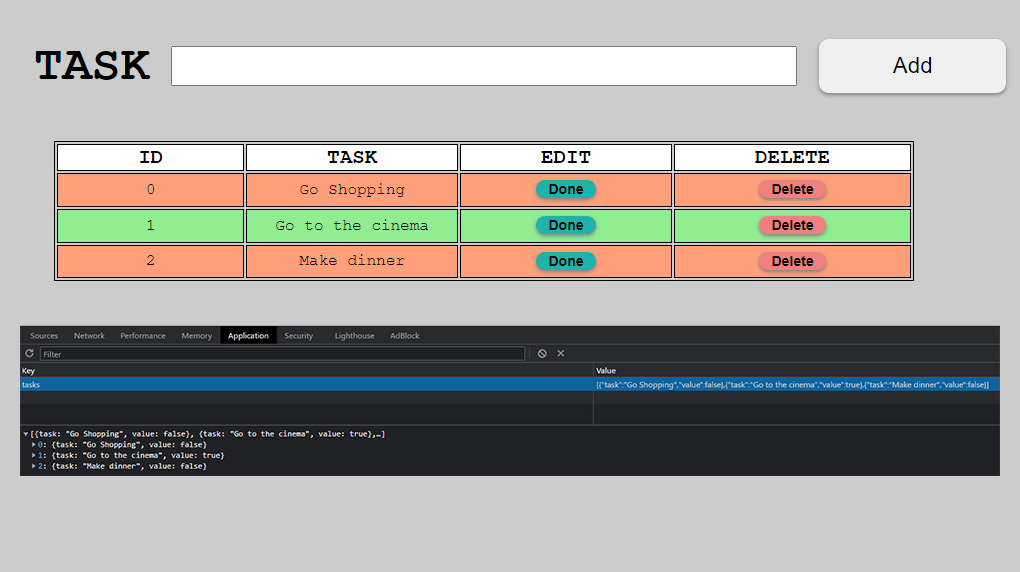 TASK Add
ID TASK EDIT DELETE
0 Go Shopping Done Delete
1 Go to the cinema Done Delete
2 Make dinner Done Delete
Sources Network Performance Memory Application Security Lighthouse AdBlock
Filter
Key Value
tasks [{"task":"Go Shopping","value":false},{"task":"Go to the cinema","value":true},{"task":"Make dinner","value":false}]
[{task: "Go Shopping", value: false}, {task: "Go to the cinema", value: true},…]
0: {task: "Go Shopping", value: false}
1: {task: "Go to the cinema", value: true}
2: {task: "Make dinner", value: false}